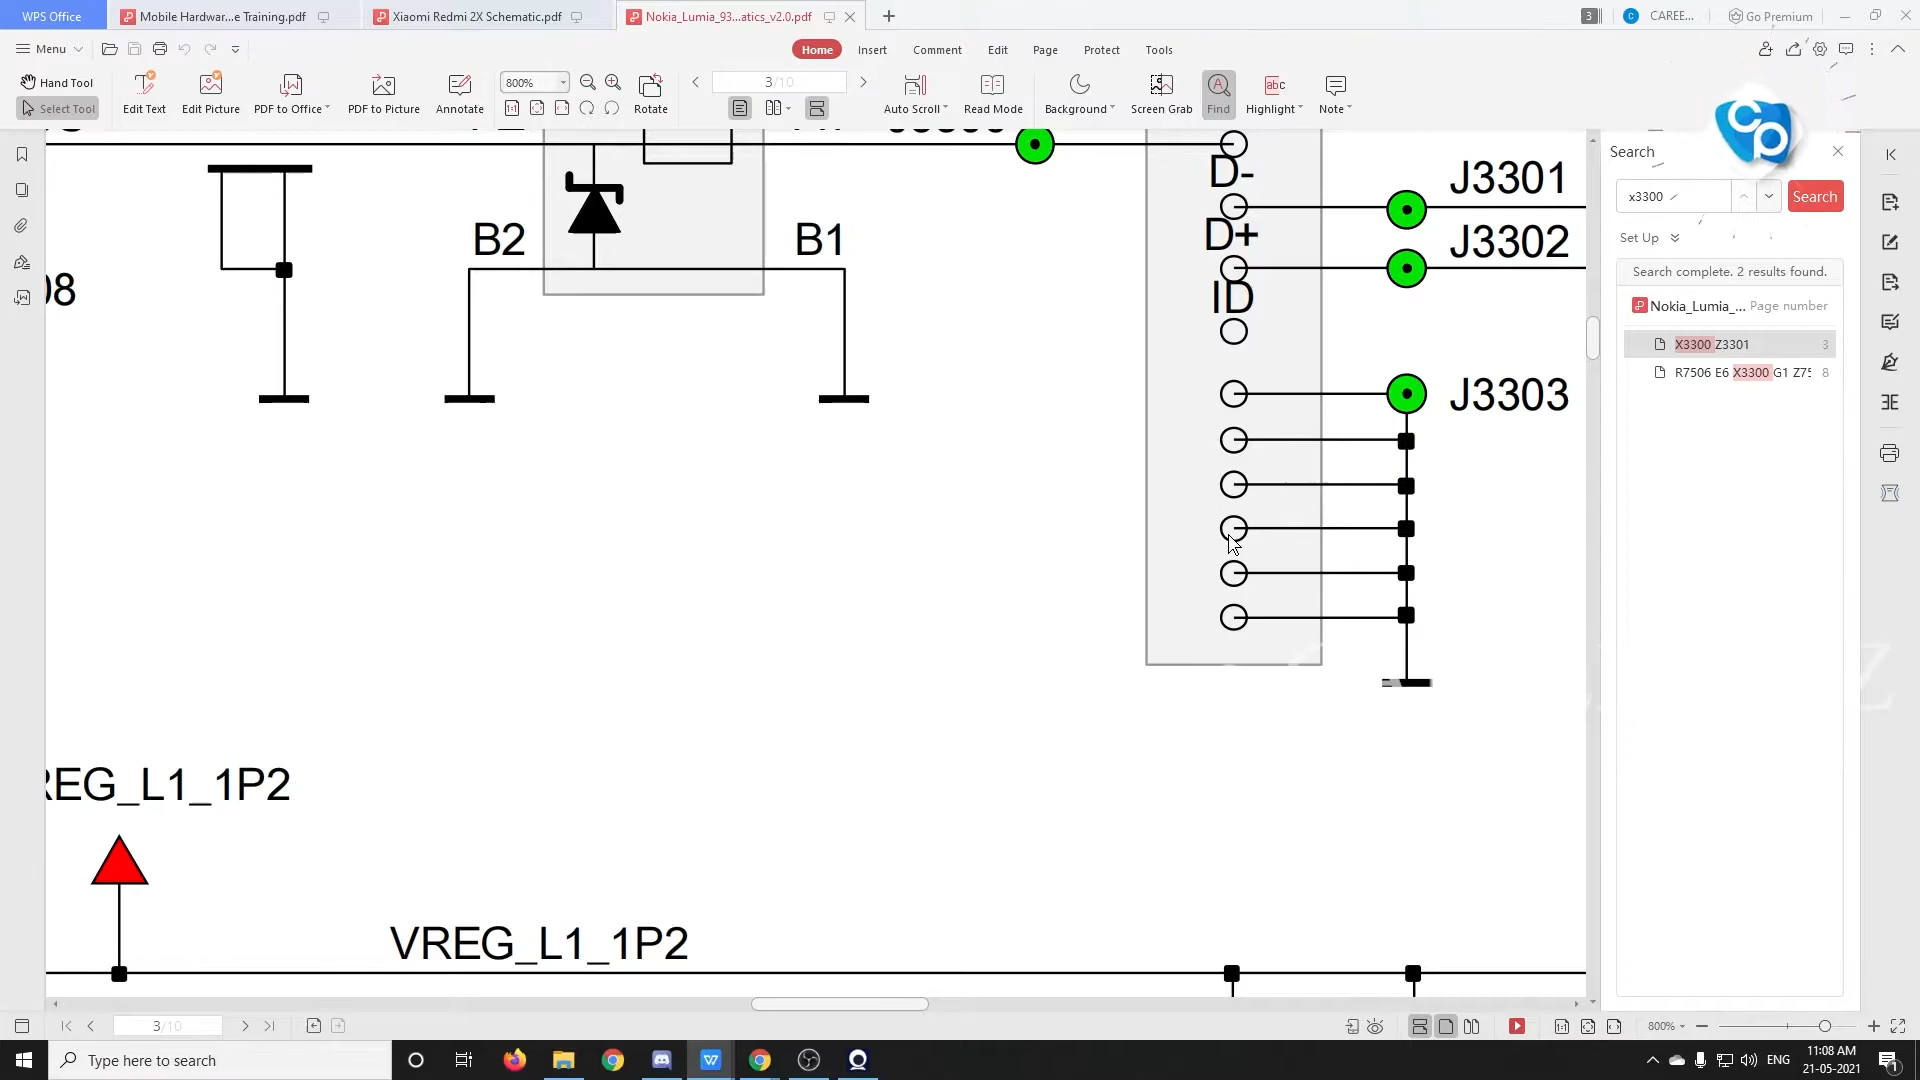 WPS Office
Mobile Hardwar...e Training.pdf
Xiaomi Redmi 2X Schematic.pdf
Nokia_Lumia_93...atics_v2.0.pdf
3
C
CAREE...
Go Premium
Menu
Home
Insert
Comment
Edit
Page
Protect
Tools
Hand Tool
Select Tool
Edit Text
Edit Picture
PDF to Office
PDF to Picture
Annotate
800%
Rotate
3/10
Auto Scroll
Read Mode
Background
Screen Grab
Find
Highlight
Note
cp
Search
x3300
Search
Set Up
Search complete. 2 results found.
Nokia_Lumia_...
Page number
X3300 Z3301
3
R7506 E6 X3300 G1 Z75
8
B2
B1
08
D-
D+
ID
J3301
J3302
J3303
REG_L1_1P2
VREG_L1_1P2
3/10
800%
Type here to search
ENG
11:08 AM
21-05-2021
1